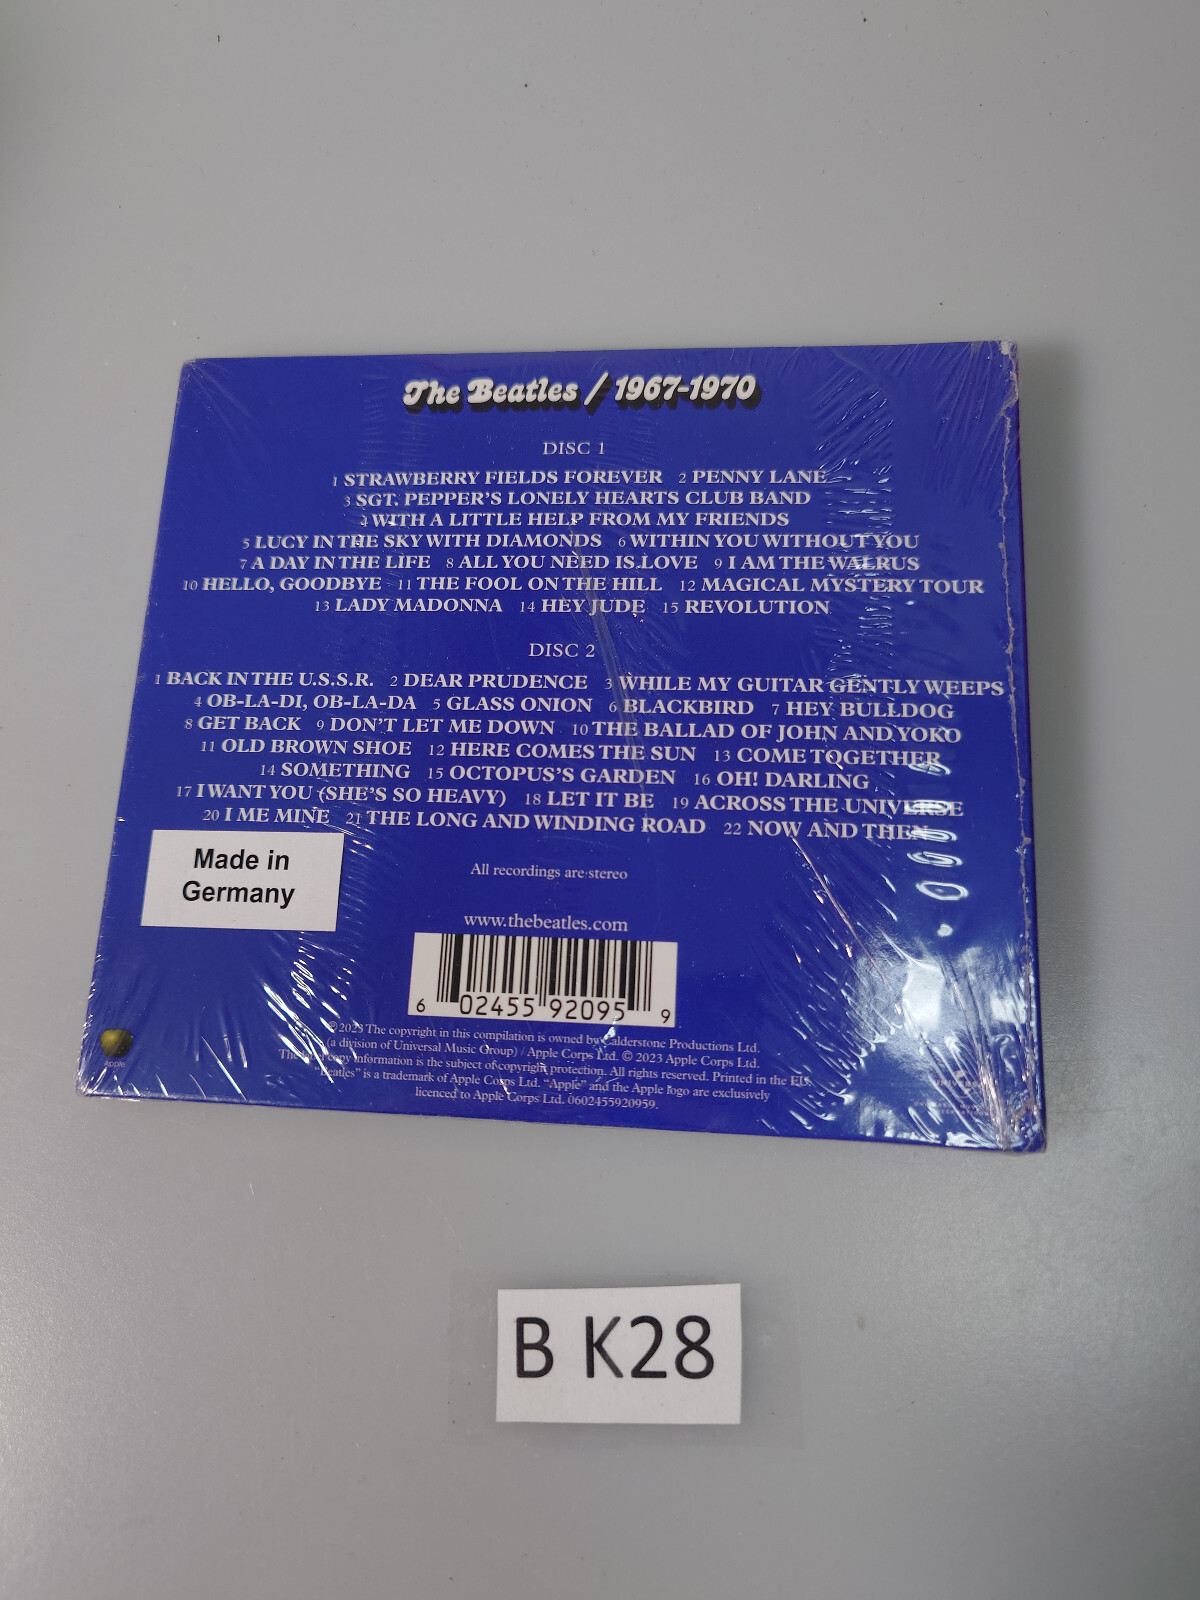 The Beatles / 1967-1970
DISC 1
1 STRAWBERRY FIELDS FOREVER 2 PENNY LANE
3 SGT. PEPPER'S LONELY HEARTS CLUB BAND
4 WITH A LITTLE HELP FROM MY FRIENDS
5 LUCY IN THE SKY WITH DIAMONDS 6 WITHIN YOU WITHOUT YOU
7 A DAY IN THE LIFE 8 ALL YOU NEED IS LOVE 9 I AM THE WALRUS
10 HELLO, GOODBYE 11 THE FOOL ON THE HILL 12 MAGICAL MYSTERY TOUR
13 LADY MADONNA 14 HEY JUDE 15 REVOLUTION
DISC 2
1 BACK IN THE U.S.S.R. 2 DEAR PRUDENCE 3 WHILE MY GUITAR GENTLY WEEPS
4 OB-LA-DI, OB-LA-DA 5 GLASS ONION 6 BLACKBIRD 7 HEY BULLDOG
8 GET BACK 9 DON'T LET ME DOWN 10 THE BALLAD OF JOHN AND YOKO
11 OLD BROWN SHOE 12 HERE COMES THE SUN 13 COME TOGETHER
14 SOMETHING 15 OCTOPUS'S GARDEN 16 OH! DARLING
17 I WANT YOU (SHE'S SO HEAVY) 18 LET IT BE 19 ACROSS THE UNIVERSE
20 I ME MINE 21 THE LONG AND WINDING ROAD 22 NOW AND THEN
Made in
Germany
All recordings are stereo
www.thebeatles.com
6 02455 92095 9
℗ 2023 The copyright in this compilation is owned by Calderstone Productions Ltd.
(a division of Universal Music Group) / Apple Corps Ltd. © 2023 Apple Corps Ltd.
The label copy information is the subject of copyright protection. All rights reserved. Printed in the EU.
"Beatles" is a trademark of Apple Corps Ltd. "Apple" and the Apple logo are exclusively
licenced to Apple Corps Ltd. 0602455920959.
Apple
B K28